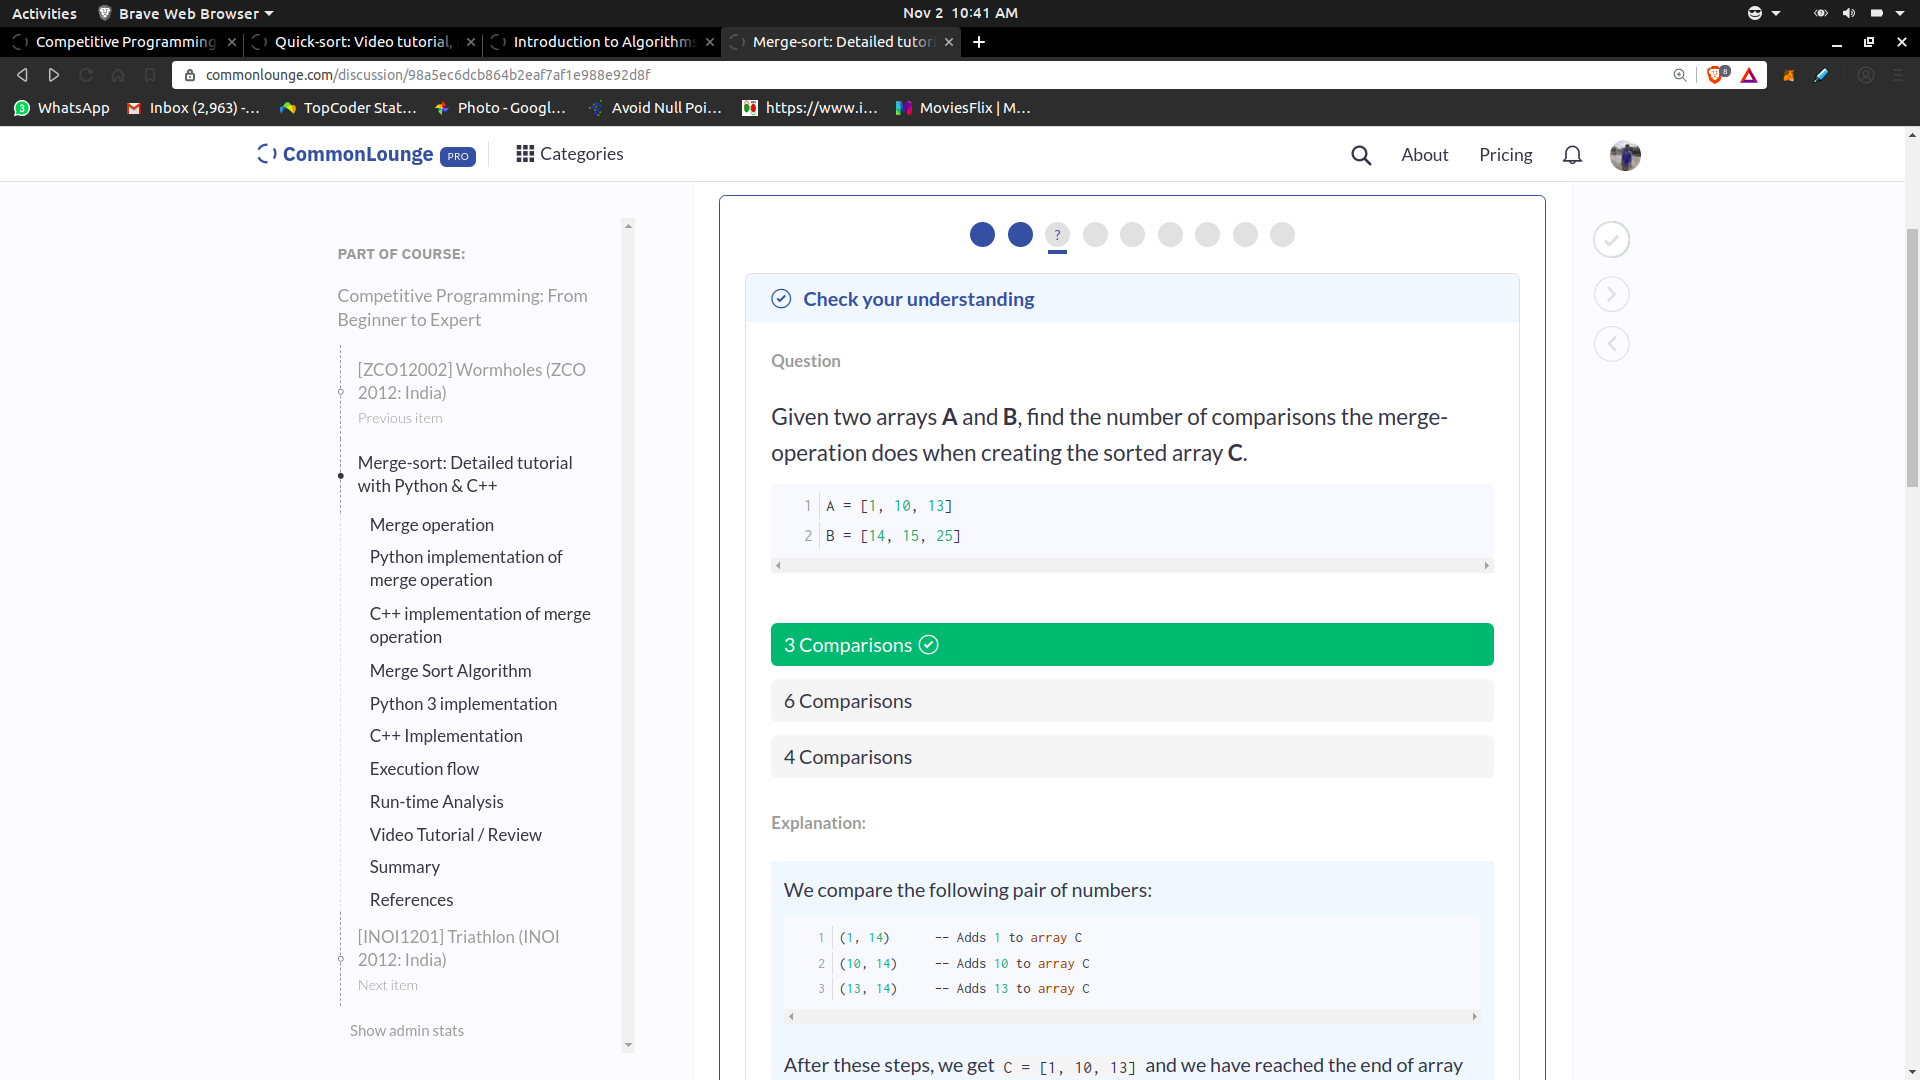 Activities Brave Web Browser Nov 2 10:41 AM
Competitive Programming Quick-sort: Video tutorial, Introduction to Algorithms Merge-sort: Detailed tutori
commonlounge.com/discussion/98a5ec6dcb864b2eaf7af1e988e92d8f 8
3 WhatsApp Inbox (2,963) -... TopCoder Stat... Photo - Googl... Avoid Null Poi... https://www.i... MoviesFlix | M...
CommonLounge PRO Categories About Pricing
PART OF COURSE:
Competitive Programming: From
Beginner to Expert
[ZCO12002] Wormholes (ZCO
2012: India)
Previous item
Merge-sort: Detailed tutorial
with Python & C++
Merge operation
Python implementation of
merge operation
C++ implementation of merge
operation
Merge Sort Algorithm
Python 3 implementation
C++ Implementation
Execution flow
Run-time Analysis
Video Tutorial / Review
Summary
References
[INOI1201] Triathlon (INOI
2012: India)
Next item
Show admin stats
?
Check your understanding
Question
Given two arrays A and B, find the number of comparisons the merge-
operation does when creating the sorted array C.
1 A = [1, 10, 13]
2 B = [14, 15, 25]
3 Comparisons
6 Comparisons
4 Comparisons
Explanation:
We compare the following pair of numbers:
1 (1, 14) -- Adds 1 to array C
2 (10, 14) -- Adds 10 to array C
3 (13, 14) -- Adds 13 to array C
After these steps, we get C = [1, 10, 13] and we have reached the end of array